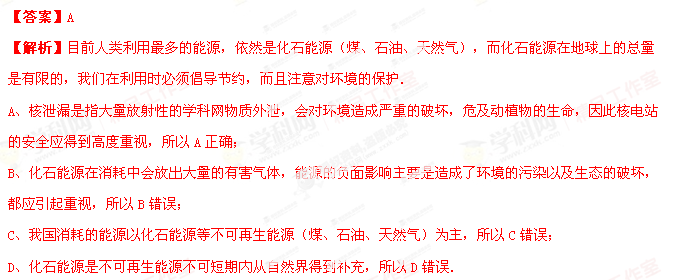 【答案】A
【解析】目前人类利用最多的能源，依然是化石能源（煤、石油、天然气），而化石能源在地球上的总量
是有限的，我们在利用时必须倡导节约，而且注意对环境的保护．
A、核泄漏是指大量放射性的学科网物质外泄，会对环境造成严重的破坏，危及动植物的生命，因此核电站
的安全应得到高度重视，所以 A 正确；
B、化石能源在消耗中会放出大量的有害气体，能源的负面影响主要是造成了环境的污染以及生态的破坏，
都应引起重视，所以 B 错误；
C、我国消耗的能源以化石能源等不可再生能源（煤、石油、天然气）为主，所以 C 错误；
D、化石能源是不可再生能源不可短期内从自然界得到补充，所以 D 错误．